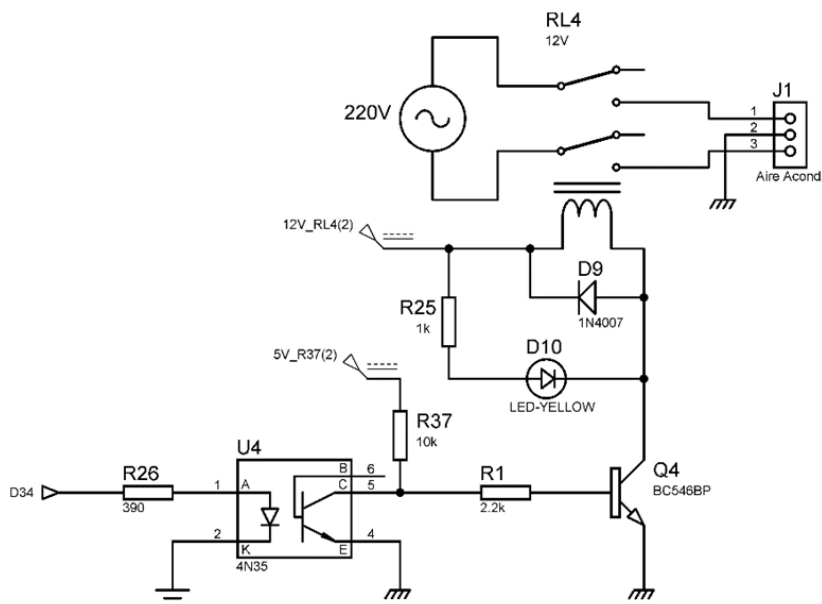 RL4
12V
220V
J1
1
2
3
Aire Acond
12V_RL4(2)
D9
1N4007
R25
1k
5V_R37(2)
D10
LED-YELLOW
R37
10k
U4
D34
R26
390
1
A
B
6
C
5
R1
2.2k
Q4
BC546BP
2
K
E
4
4N35